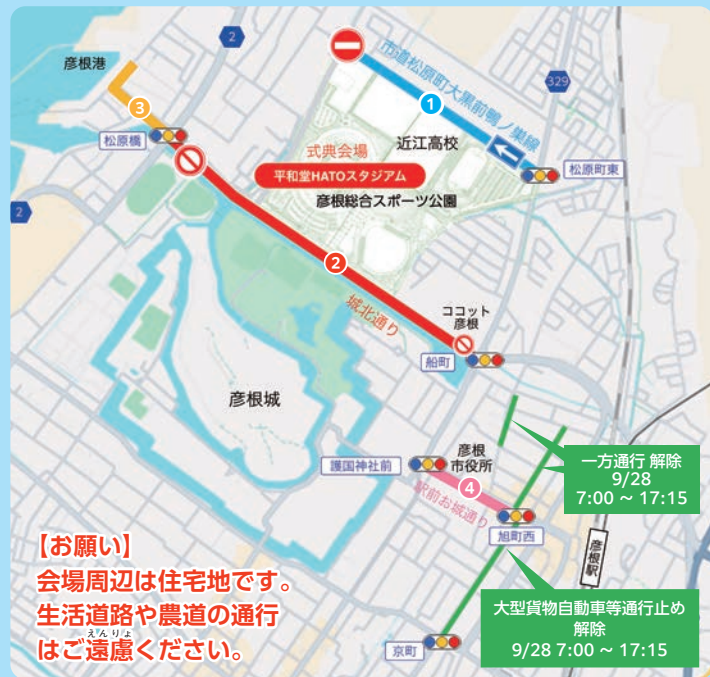 2
彦根港
329
市道松原町大黒前鴨ノ巣線
1
3
松原橋
近江高校
松原町東
式典会場
平和堂HATOスタジアム
彦根総合スポーツ公園
2
2
城北通り
ココット
彦根
船町
彦根城
護国神社前
彦根
市役所
4
駅前お城通り
旭町西
彦根駅
京町
一方通行 解除
9/28
7:00 ~ 17:15
大型貨物自動車等通行止め
解除
9/28 7:00 ~ 17:15
【お願い】
会場周辺は住宅地です。
生活道路や農道の通行
えんりょ
はご遠慮ください。